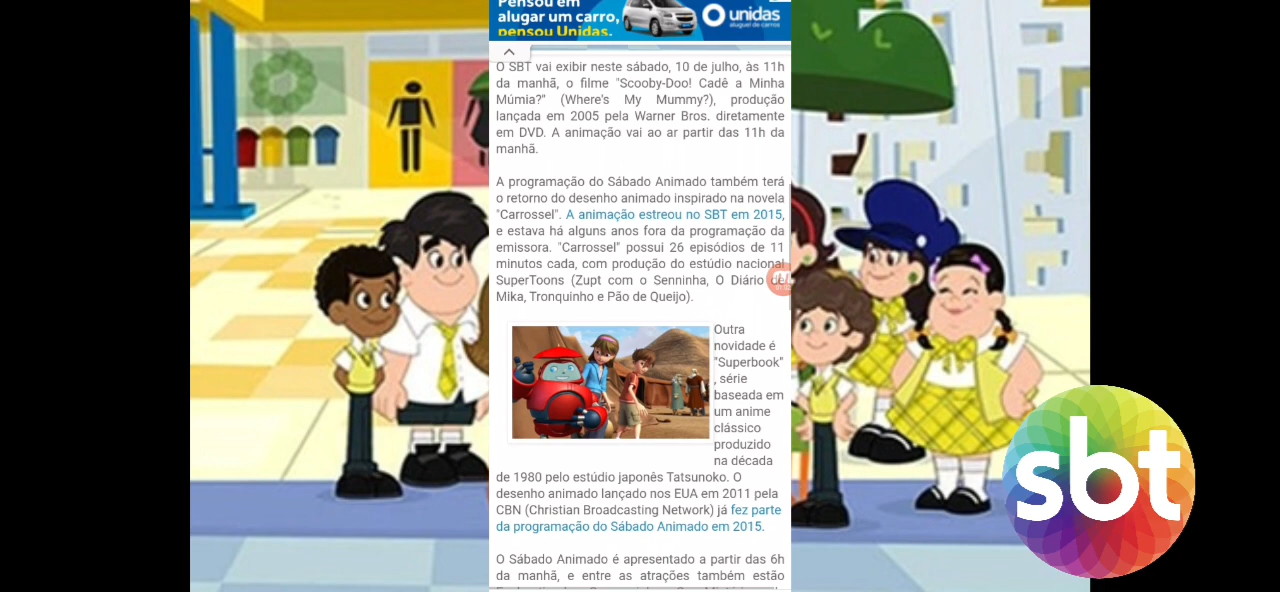 Pensou em
alugar um carro,
pensou Unidas.
unidas
aluguel de carros
O SBT vai exibir neste sábado, 10 de julho, às 11h
da manhã, o filme "Scooby-Doo! Cadê a Minha
Múmia?" (Where's My Mummy?), produção
lançada em 2005 pela Warner Bros. diretamente
em DVD. A animação vai ao ar partir das 11h da
manhã.
A programação do Sábado Animado também terá
o retorno do desenho animado inspirado na novela
"Carrossel". A animação estreou no SBT em 2015,
e estava há alguns anos fora da programação da
emissora. "Carrossel" possui 26 episódios de 11
minutos cada, com produção do estúdio nacional
SuperToons (Zupt com o Senninha, O Diário de
Mika, Tronquinho e Pão de Queijo).
Outra
novidade é
"Superbook"
, série
baseada em
um anime
clássico
produzido
na década
de 1980 pelo estúdio japonês Tatsunoko. O
desenho animado lançado nos EUA em 2011 pela
CBN (Christian Broadcasting Network) já fez parte
da programação do Sábado Animado em 2015.
O Sábado Animado é apresentado a partir das 6h
da manhã, e entre as atrações também estão
sbt